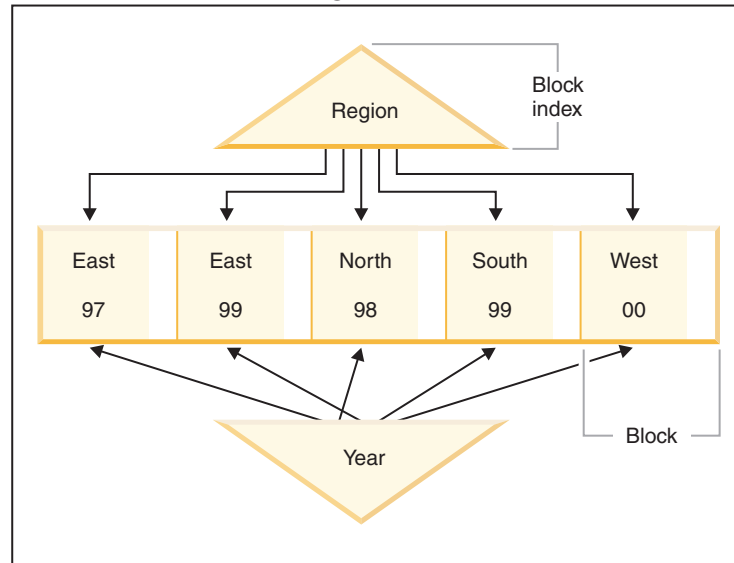 Block
index
Region
East East North South West
97 99 98 99 00
Block
Year